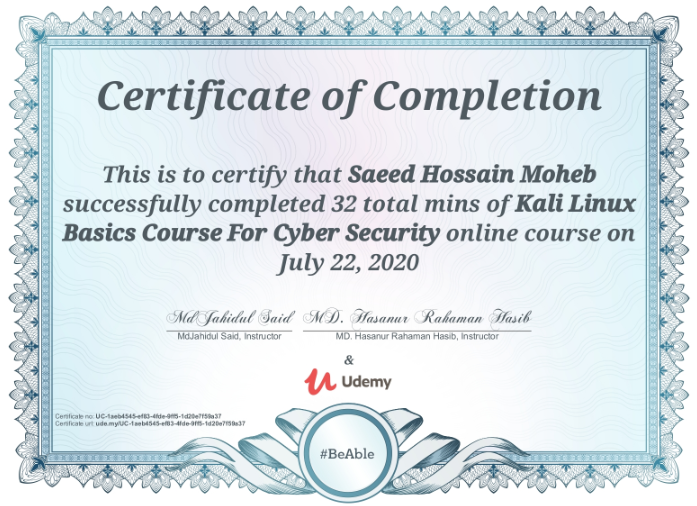 Certificate of Completion
This is to certify that Saeed Hossain Moheb
successfully completed 32 total mins of Kali Linux
Basics Course For Cyber Security online course on
July 22, 2020
MdJahidul Said MD. Hasanur Rahaman Hasib
MdJahidul Said, Instructor MD. Hasanur Rahaman Hasib, Instructor
&
Udemy
Certificate no: UC-1aeb4545-ef83-4fde-9ff5-1d20e7f59a37
Certificate url: ude.my/UC-1aeb4545-ef83-4fde-9ff5-1d20e7f59a37
#BeAble